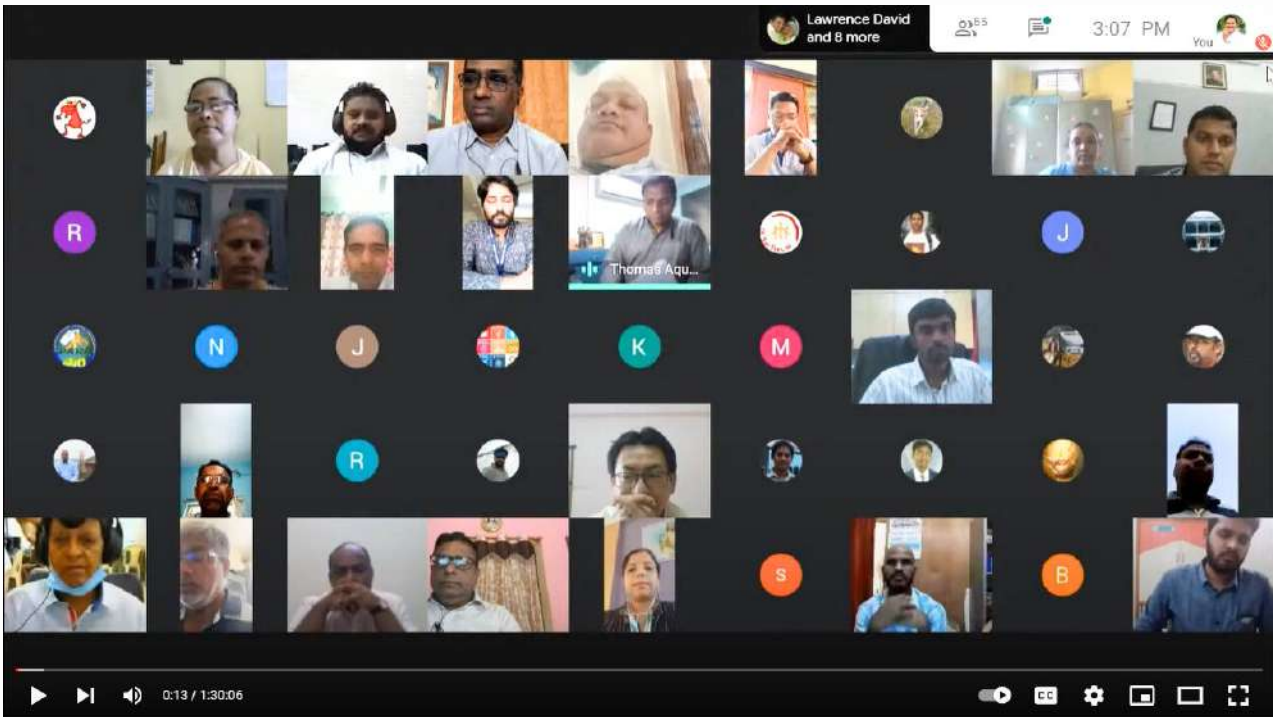 Lawrence David
and 8 more
65
3:07 PM
You
R
Thomas Aqu...
J
N
J
K
M
R
S
B
0:13 / 1:30:06
CC